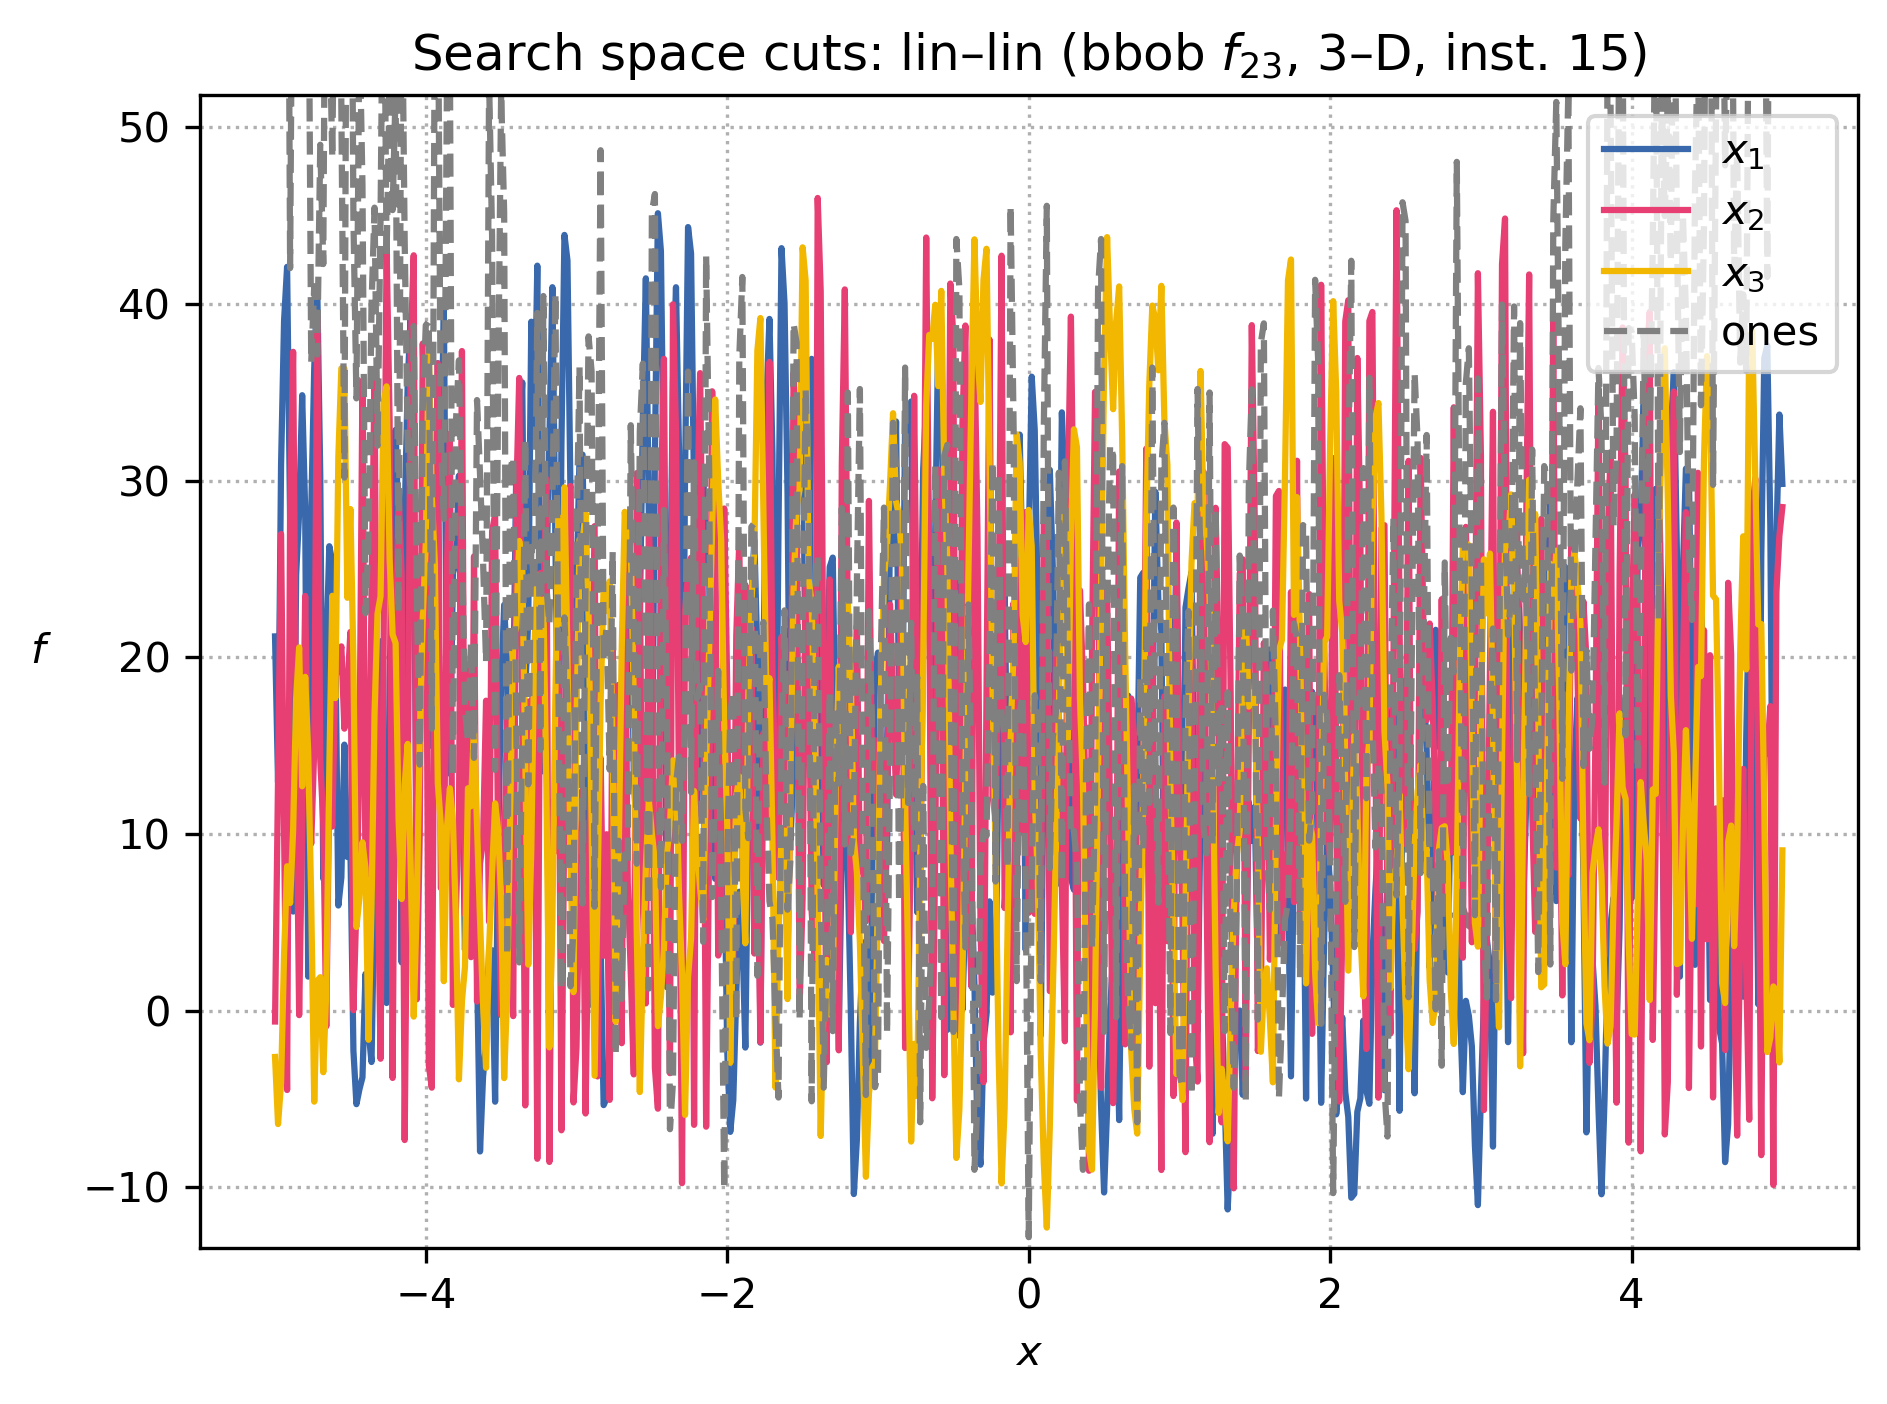 Search space cuts: lin–lin (bbob f23, 3–D, inst. 15)
50
40
30
20
10
0
−10
f
x1
x2
x3
ones
−4
−2
0
2
4
x